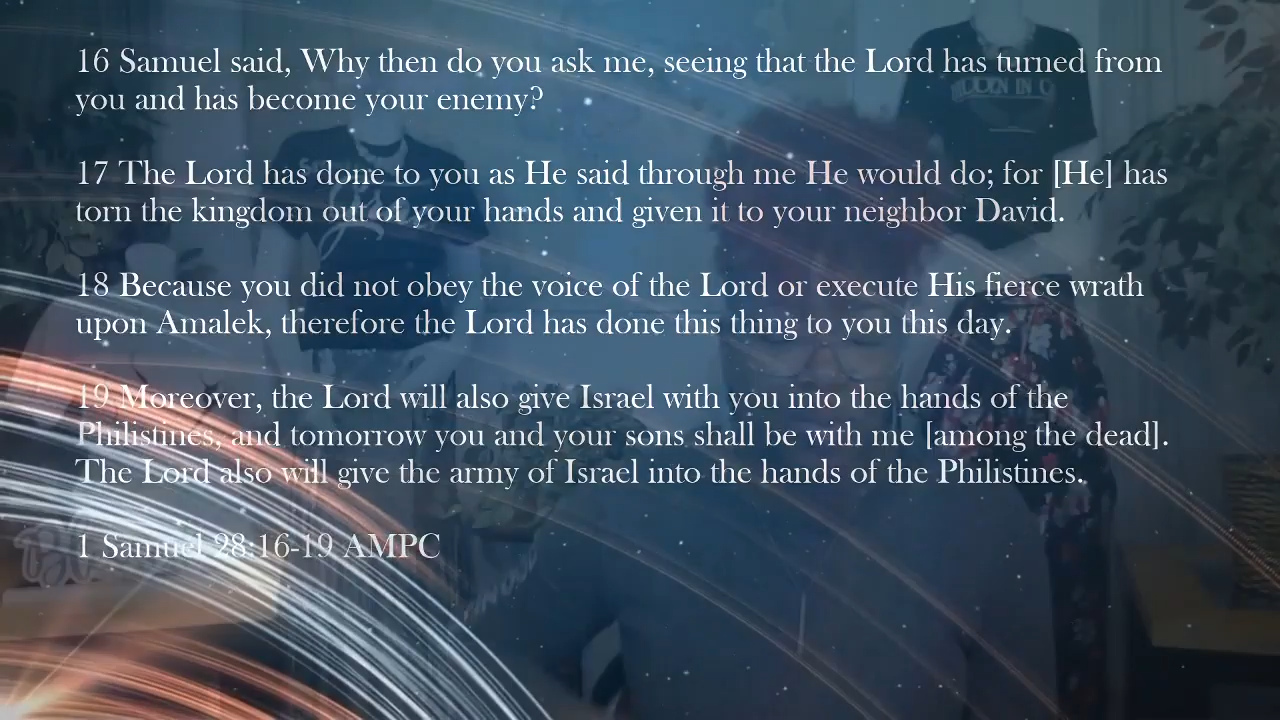 16 Samuel said, Why then do you ask me, seeing that the Lord has turned from
you and has become your enemy?
17 The Lord has done to you as He said through me He would do; for [He] has
torn the kingdom out of your hands and given it to your neighbor David.
18 Because you did not obey the voice of the Lord or execute His fierce wrath
upon Amalek, therefore the Lord has done this thing to you this day.
19 Moreover, the Lord will also give Israel with you into the hands of the
Philistines, and tomorrow you and your sons shall be with me [among the dead].
The Lord also will give the army of Israel into the hands of the Philistines.
1 Samuel 28:16-19 AMPC